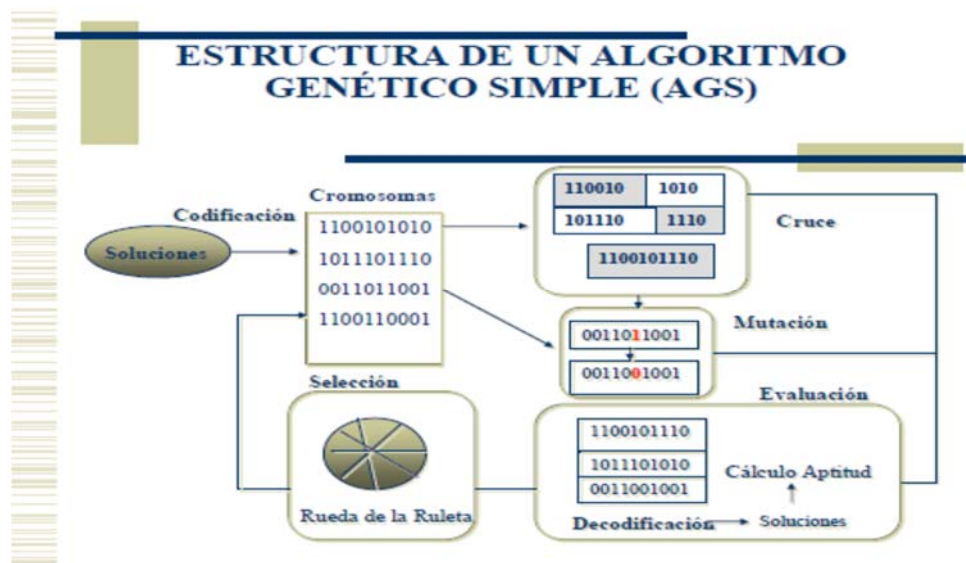 ESTRUCTURA DE UN ALGORITMO
GENÉTICO SIMPLE (AGS)
Codificación
Soluciones
Cromosomas
1100101010
1011101110
0011011001
1100110001
110010 1010
101110 1110
1100101110
Cruce
0011011001
0011001001
Mutación
Selección
Rueda de la Ruleta
Evaluación
1100101110
1011101010
0011001001
Cálculo Aptitud
Decodificación Soluciones